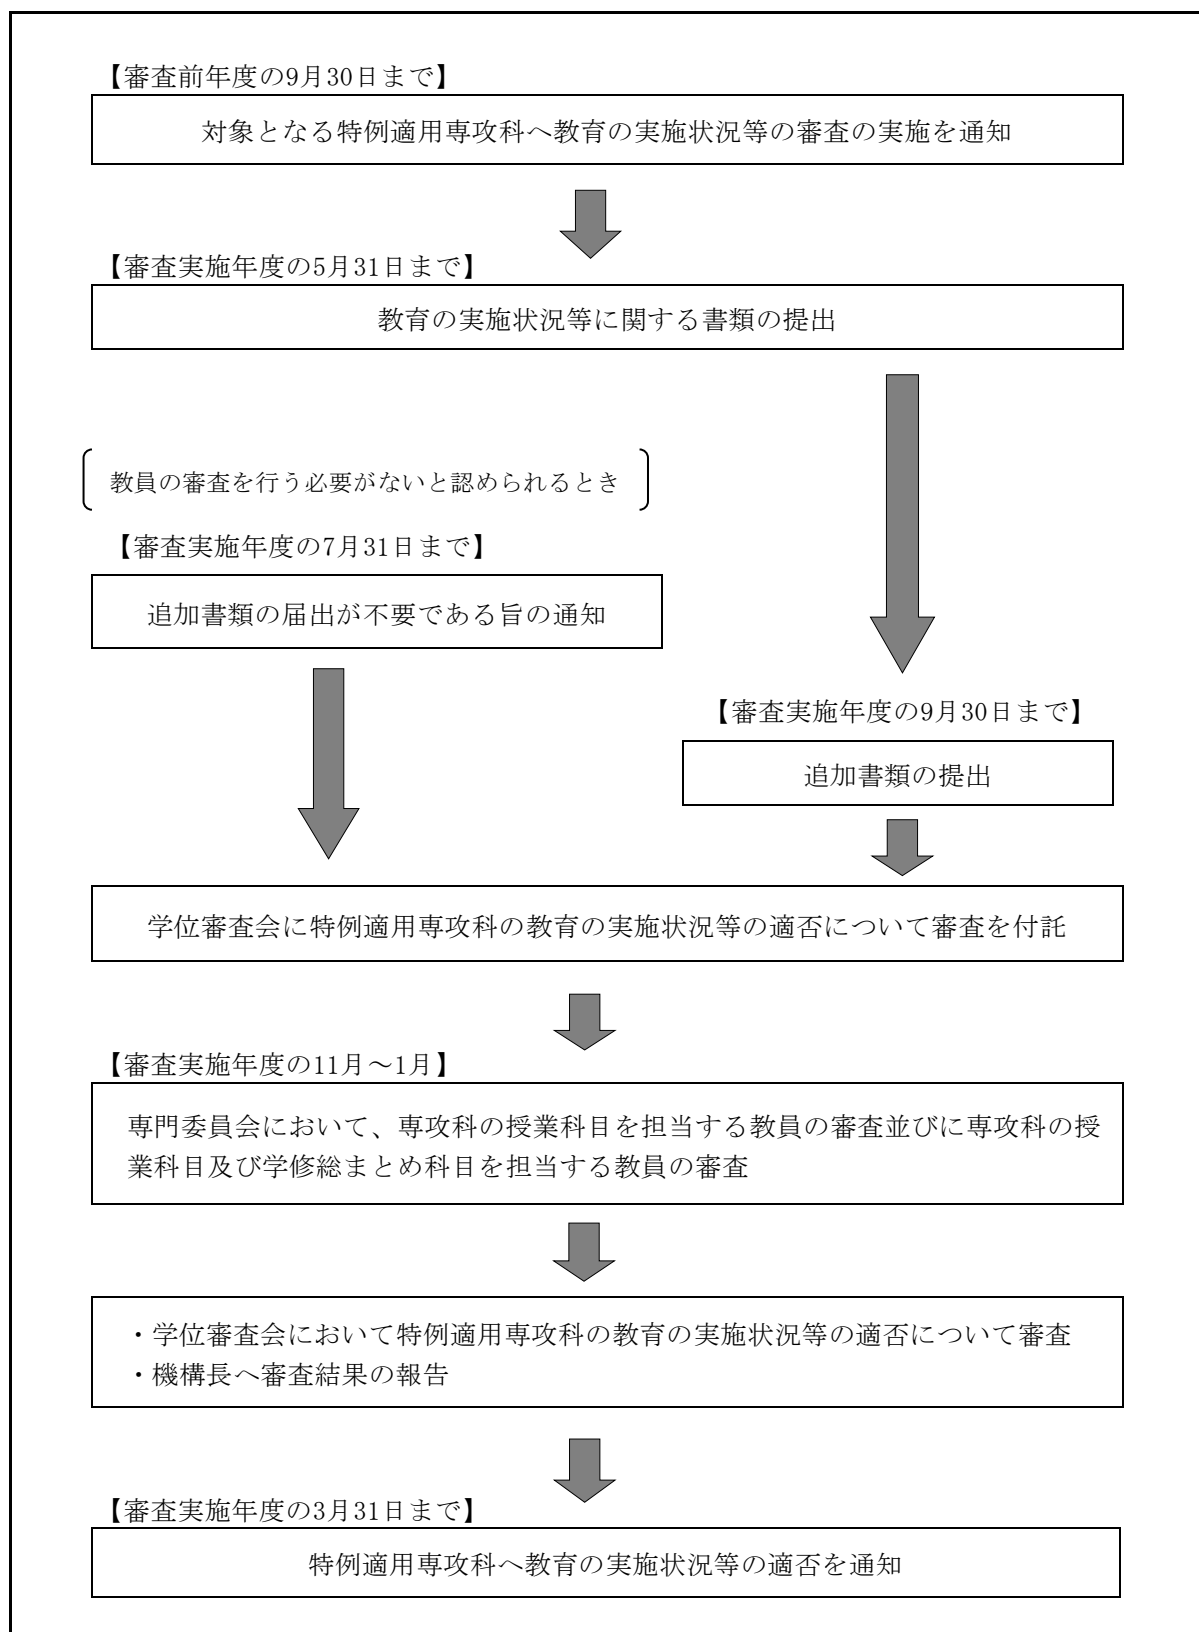 【審査前年度の9月30日まで】
対象となる特例適用専攻科へ教育の実施状況等の審査の実施を通知
【審査実施年度の5月31日まで】
教育の実施状況等に関する書類の提出
教員の審査を行う必要がないと認められるとき
【審査実施年度の7月31日まで】
追加書類の届出が不要である旨の通知
【審査実施年度の9月30日まで】
追加書類の提出
学位審査会に特例適用専攻科の教育の実施状況等の適否について審査を付託
【審査実施年度の11月～1月】
専門委員会において、専攻科の授業科目を担当する教員の審査並びに専攻科の授
業科目及び学修総まとめ科目を担当する教員の審査
・学位審査会において特例適用専攻科の教育の実施状況等の適否について審査
・機構長へ審査結果の報告
【審査実施年度の3月31日まで】
特例適用専攻科へ教育の実施状況等の適否を通知